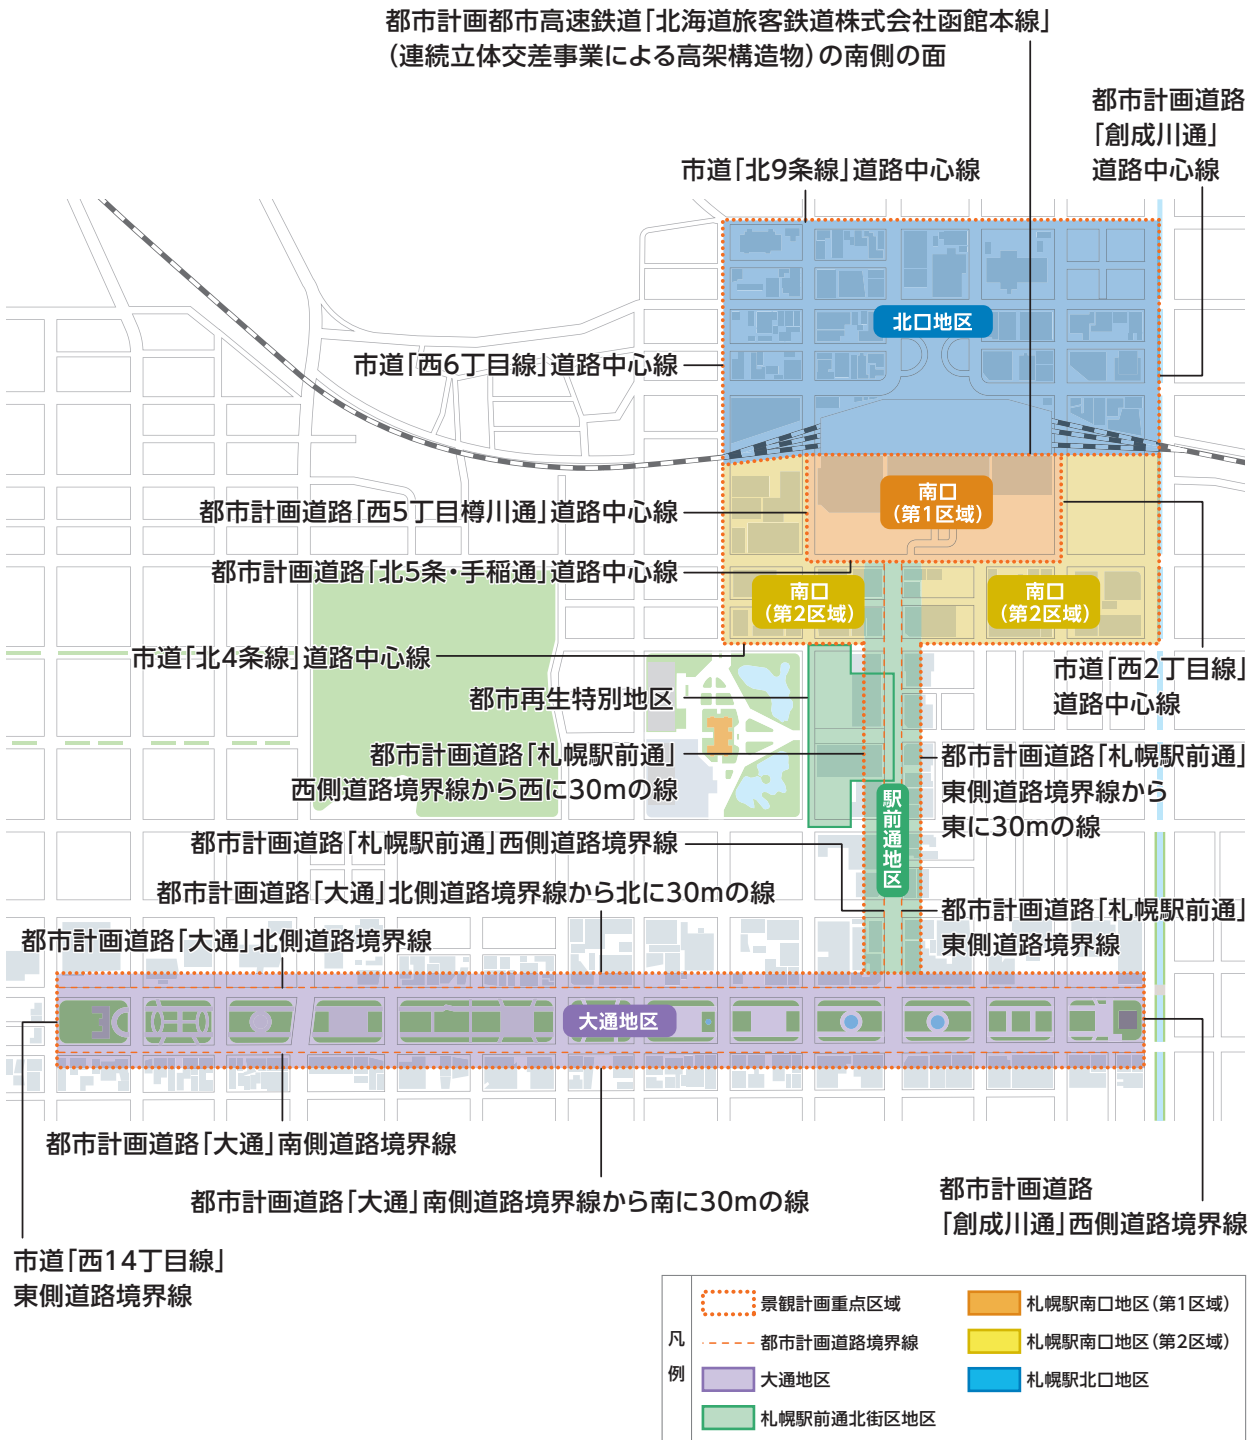 都市計画都市高速鉄道「北海道旅客鉄道株式会社函館本線」
（連続立体交差事業による高架構造物）の南側の面
都市計画道路
「創成川通」
道路中心線
市道「北9条線」道路中心線
北口地区
市道「西6丁目線」道路中心線
南口
（第1区域）
都市計画道路「西5丁目樽川通」道路中心線
都市計画道路「北5条・手稲通」道路中心線
南口
（第2区域）
南口
（第2区域）
市道「北4条線」道路中心線
市道「西2丁目線」
道路中心線
都市再生特別地区
都市計画道路「札幌駅前通」
西側道路境界線から西に30mの線
都市計画道路「札幌駅前通」
東側道路境界線から
東に30mの線
駅前通地区
都市計画道路「札幌駅前通」西側道路境界線
都市計画道路「大通」北側道路境界線から北に30mの線
都市計画道路「札幌駅前通」
東側道路境界線
都市計画道路「大通」北側道路境界線
大通地区
都市計画道路「大通」南側道路境界線
都市計画道路「大通」南側道路境界線から南に30mの線
都市計画道路
「創成川通」西側道路境界線
市道「西14丁目線」
東側道路境界線
凡例
景観計画重点区域
都市計画道路境界線
大通地区
札幌駅前通北街区地区
札幌駅南口地区（第1区域）
札幌駅南口地区（第2区域）
札幌駅北口地区